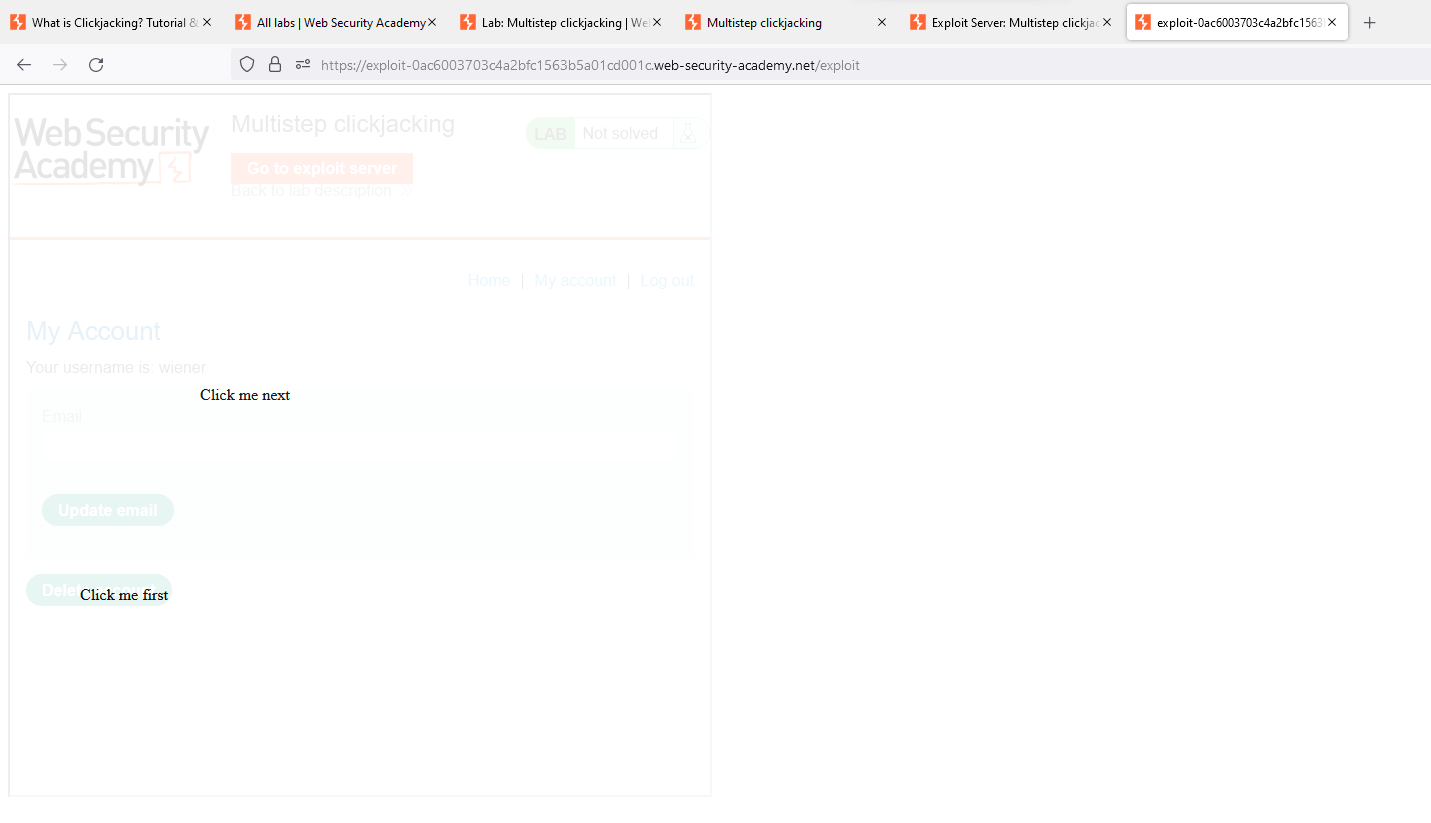 What is Clickjacking? Tutorial &
All labs | Web Security Academy
Lab: Multistep clickjacking | We
Multistep clickjacking
Exploit Server: Multistep clickjac
exploit-0ac6003703c4a2bfc1563
https://exploit-0ac6003703c4a2bfc1563b5a01cd001c.web-security-academy.net/exploit
Web Security
Academy
Multistep clickjacking
LAB Not solved
Go to exploit server
Back to lab description »
Home | My account | Log out
My Account
Your username is: wiener
Click me next
Email
Update email
Click me first